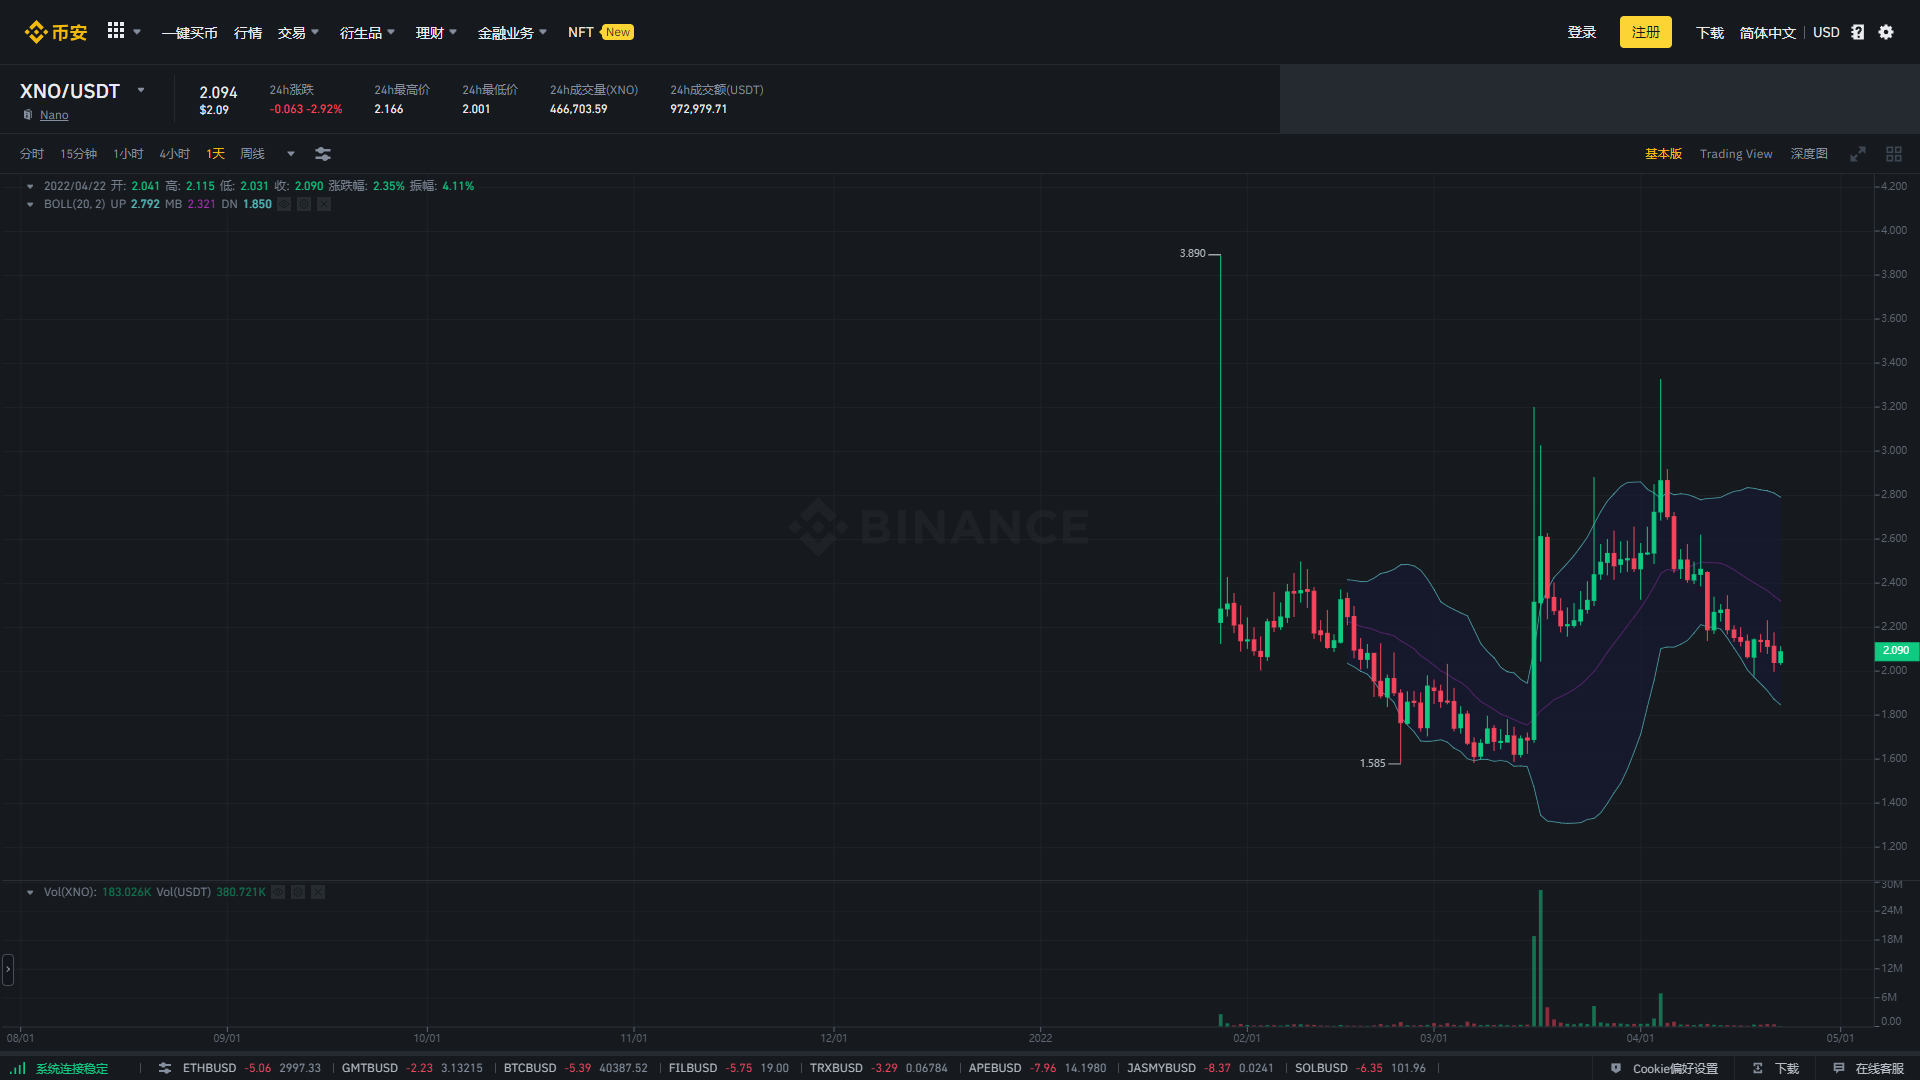 币安 一键买币 行情 交易 衍生品 理财 金融业务 NFT New 登录 注册 下载 简体中文 USD
XNO/USDT 2.094 24h涨跌 24h最高价 24h最低价 24h成交量(XNO) 24h成交额(USDT)
Nano $2.09 -0.063 -2.92% 2.166 2.001 466,703.59 972,979.71
分时 15分钟 1小时 4小时 1天 周线 基本版 Trading View 深度图
2022/04/22 开: 2.041 高: 2.115 低: 2.031 收: 2.090 涨跌幅: 2.35% 振幅: 4.11%
BOLL(20, 2) UP 2.792 MB 2.321 DN 1.850
4.200
4.000
3.890
3.800
3.600
3.400
3.200
3.000
2.800
BINANCE
2.600
2.400
2.200
2.090
2.000
1.800
1.585
1.600
1.400
1.200
Vol(XNO): 183.026K Vol(USDT) 380.721K
30M
24M
18M
12M
6M
0.00
08/01 09/01 10/01 11/01 12/01 2022 02/01 03/01 04/01 05/01
系统连接稳定 ETHBUSD -5.06 2997.33 GMTBUSD -2.23 3.13215 BTCBUSD -5.39 40387.52 FILBUSD -5.75 19.00 TRXBUSD -3.29 0.06784 APEBUSD -7.96 14.1980 JASMYBUSD -8.37 0.0241 SOLBUSD -6.35 101.96 Cookie偏好设置 下载 在线客服